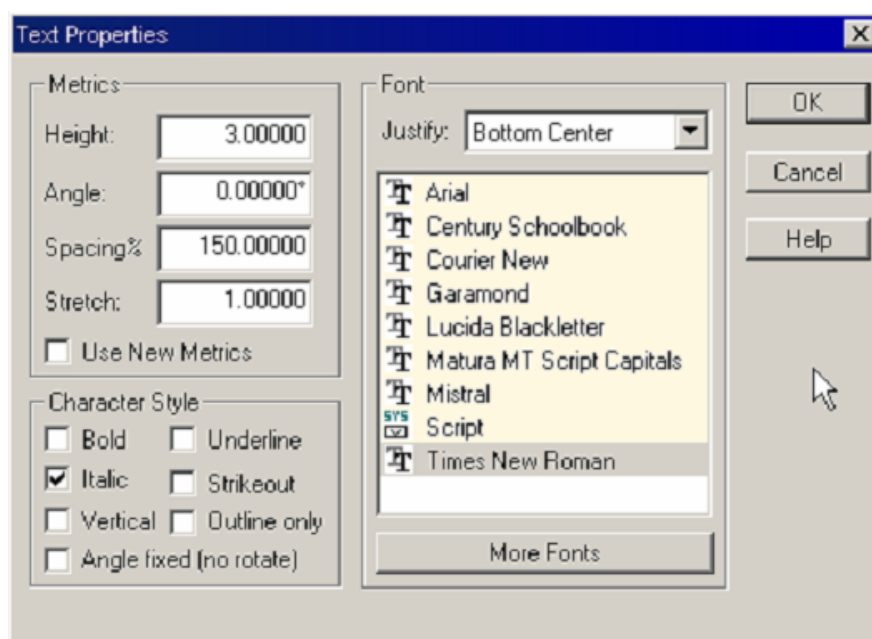 Text Properties
Metrics
Height: 3.00000
Angle: 0.00000°
Spacing% 150.00000
Stretch: 1.00000
Use New Metrics
Character Style
Bold Underline
Italic Strikeout
Vertical Outline only
Angle fixed (no rotate)
Font
Justify: Bottom Center
Arial
Century Schoolbook
Courier New
Garamond
Lucida Blackletter
Matura MT Script Capitals
Mistral
SYS Script
Times New Roman
More Fonts
OK
Cancel
Help